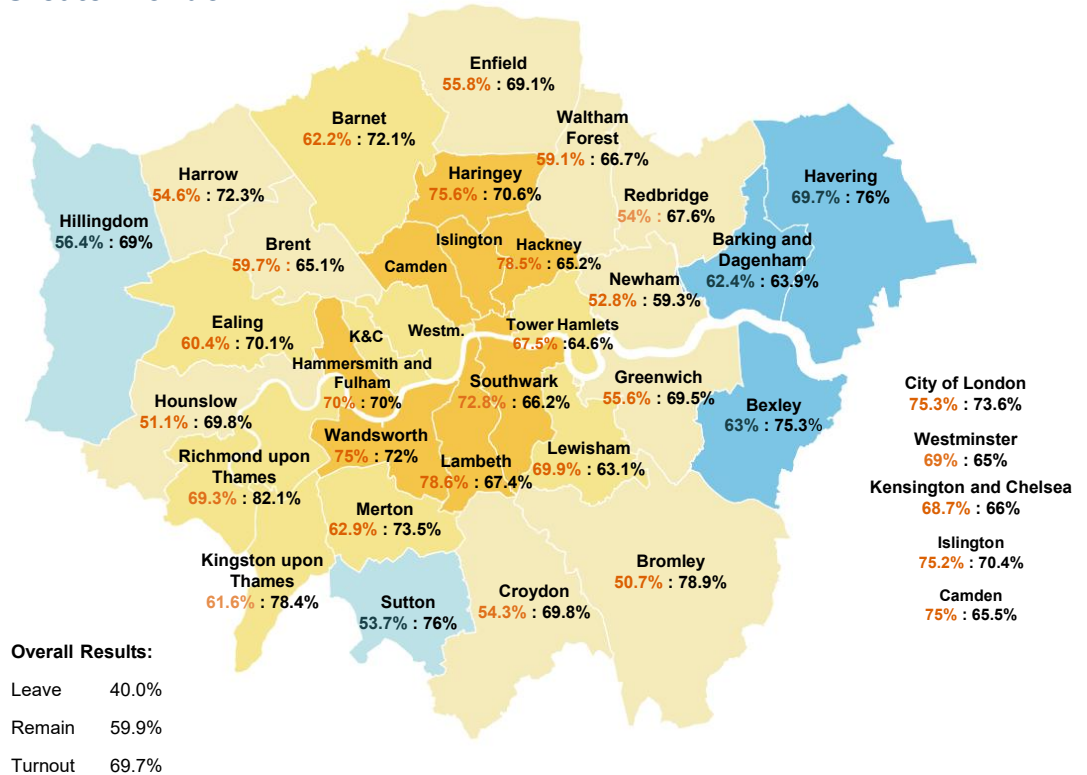 Enfield
55.8% : 69.1%
Barnet
62.2% : 72.1%
Waltham
Forest
59.1% : 66.7%
Harrow
54.6% : 72.3%
Haringey
75.6% : 70.6%
Redbridge
54% : 67.6%
Havering
69.7% : 76%
Hillingdom
56.4% : 69%
Brent
59.7% : 65.1%
Islington
Hackney
78.5% : 65.2%
Camden
Newham
52.8% : 59.3%
Barking and
Dagenham
62.4% : 63.9%
Ealing
60.4% : 70.1%
K&C
Westm.
Tower Hamlets
67.5% :64.6%
Hammersmith and
Fulham
70% : 70%
Southwark
72.8% : 66.2%
Greenwich
55.6% : 69.5%
Bexley
63% : 75.3%
Hounslow
51.1% : 69.8%
Wandsworth
75% : 72%
Lambeth
78.6% : 67.4%
Lewisham
69.9% : 63.1%
Richmond upon
Thames
69.3% : 82.1%
Merton
62.9% : 73.5%
Kingston upon
Thames
61.6% : 78.4%
Sutton
53.7% : 76%
Croydon
54.3% : 69.8%
Bromley
50.7% : 78.9%
City of London
75.3% : 73.6%
Westminster
69% : 65%
Kensington and Chelsea
68.7% : 66%
Islington
75.2% : 70.4%
Camden
75% : 65.5%
Overall Results:
Leave 40.0%
Remain 59.9%
Turnout 69.7%